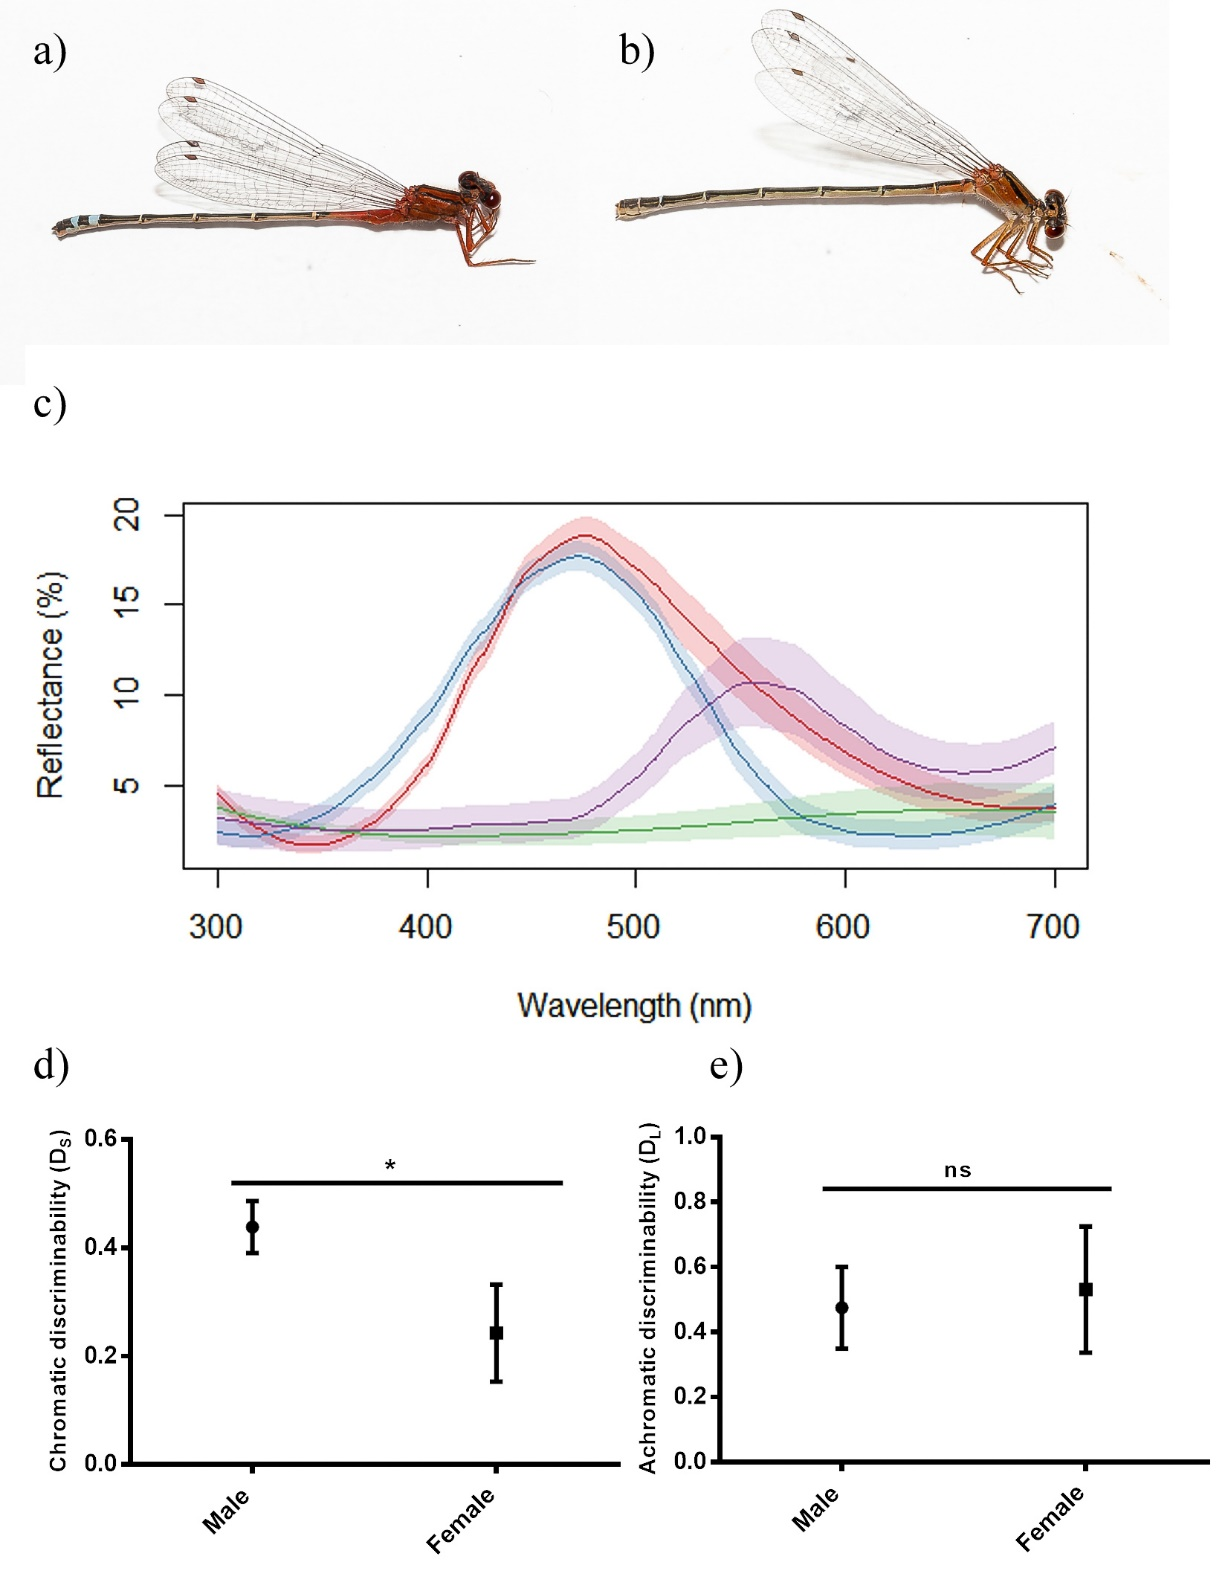 a)
b)
c)
Reflectance (%)
20
15
10
5
300 400 500 600 700
Wavelength (nm)
d)
Chromatic discriminability (DS)
0.6
0.4
0.2
0.0
*
Male
Female
e)
Achromatic discriminability (DL)
1.0
0.8
0.6
0.4
0.2
0.0
ns
Male
Female